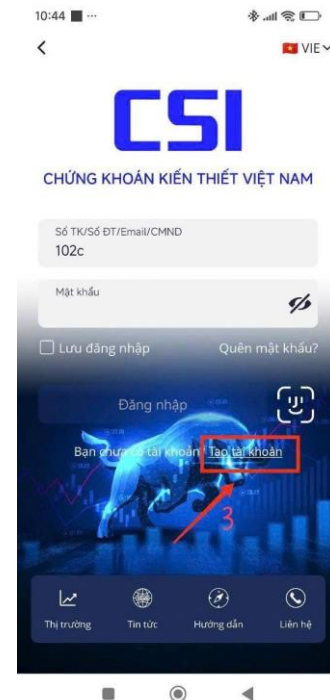 10:44
VIE
CSI
CHỨNG KHOÁN KIẾN THIẾT VIỆT NAM
Số TK/Số ĐT/Email/CMND
102c
Mật khẩu
Lưu đăng nhập Quên mật khẩu?
Đăng nhập
Bạn chưa có tài khoản? Tạo tài khoản
3
Thị trường Tin tức Hướng dẫn Liên hệ